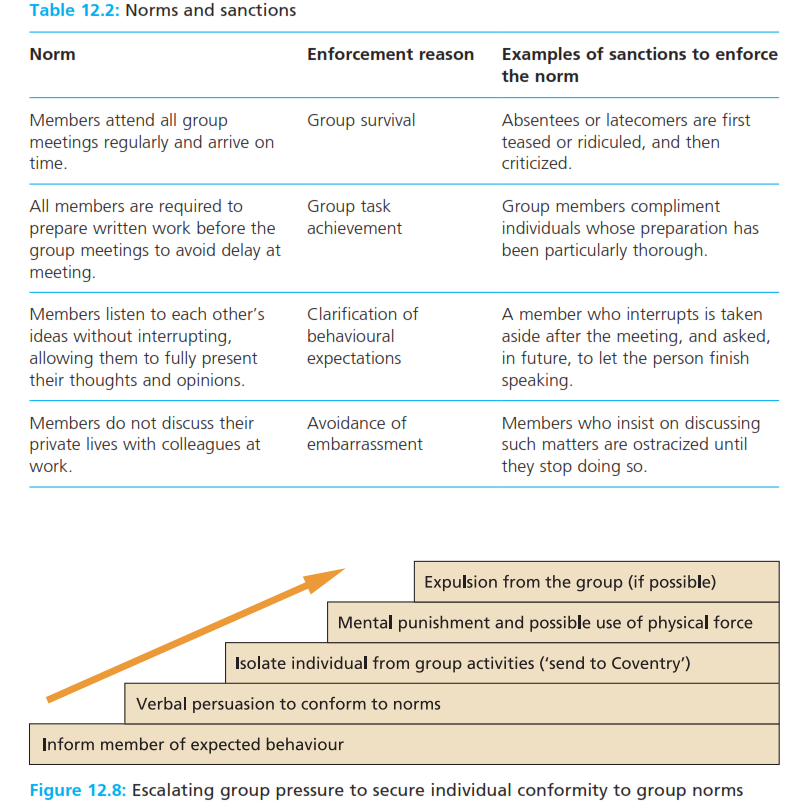 Table 12.2: Norms and sanctions
Norm
Enforcement reason
Examples of sanctions to enforce
the norm
Members attend all group
meetings regularly and arrive on
time.
Group survival
Absentees or latecomers are first
teased or ridiculed, and then
criticized.
All members are required to
prepare written work before the
group meetings to avoid delay at
meeting.
Group task
achievement
Group members compliment
individuals whose preparation has
been particularly thorough.
Members listen to each other’s
ideas without interrupting,
allowing them to fully present
their thoughts and opinions.
Clarification of
behavioural
expectations
A member who interrupts is taken
aside after the meeting, and asked,
in future, to let the person finish
speaking.
Members do not discuss their
private lives with colleagues at
work.
Avoidance of
embarrassment
Members who insist on discussing
such matters are ostracized until
they stop doing so.
Expulsion from the group (if possible)
Mental punishment and possible use of physical force
Isolate individual from group activities (‘send to Coventry’)
Verbal persuasion to conform to norms
Inform member of expected behaviour
Figure 12.8: Escalating group pressure to secure individual conformity to group norms